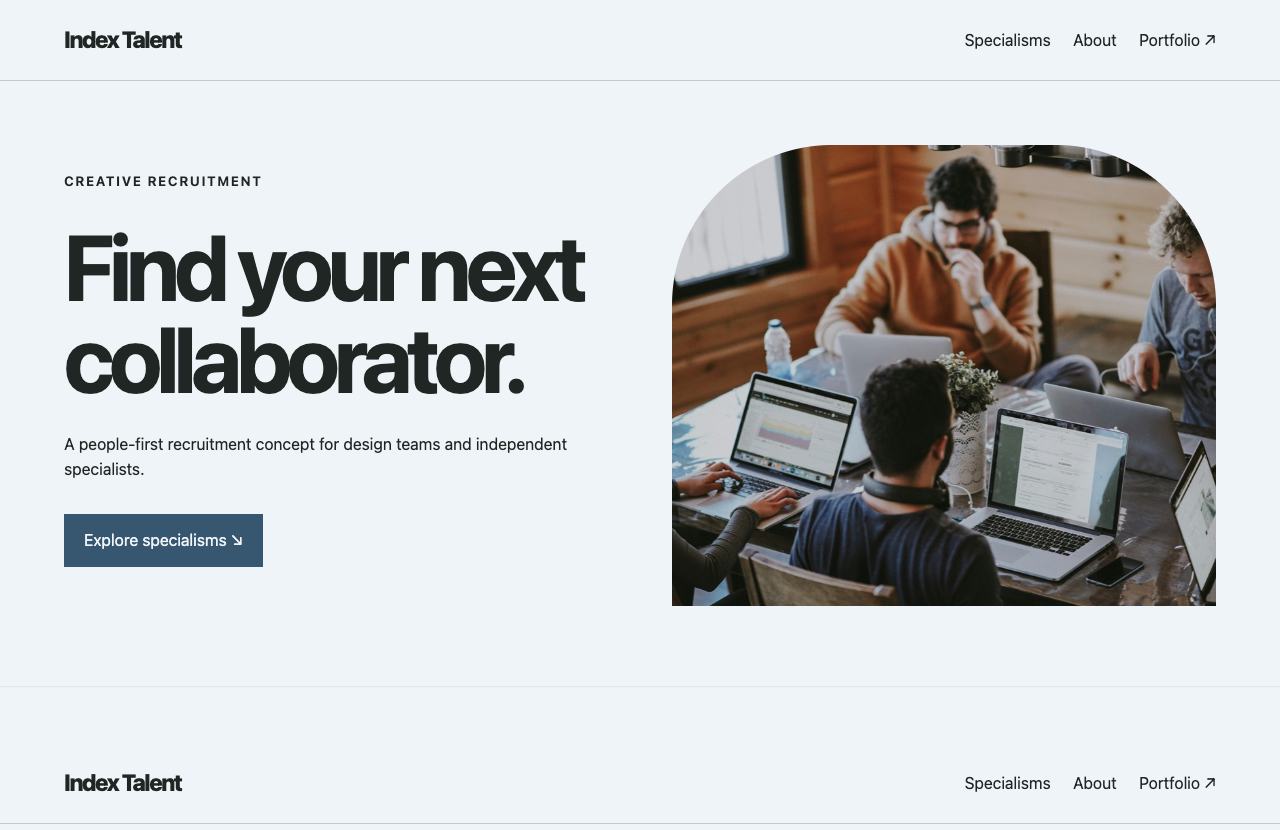 Index Talent
Specialisms About Portfolio ↗
CREATIVE RECRUITMENT
Find your next
collaborator.
A people-first recruitment concept for design teams and independent
specialists.
Explore specialisms ↘
Index Talent
Specialisms About Portfolio ↗